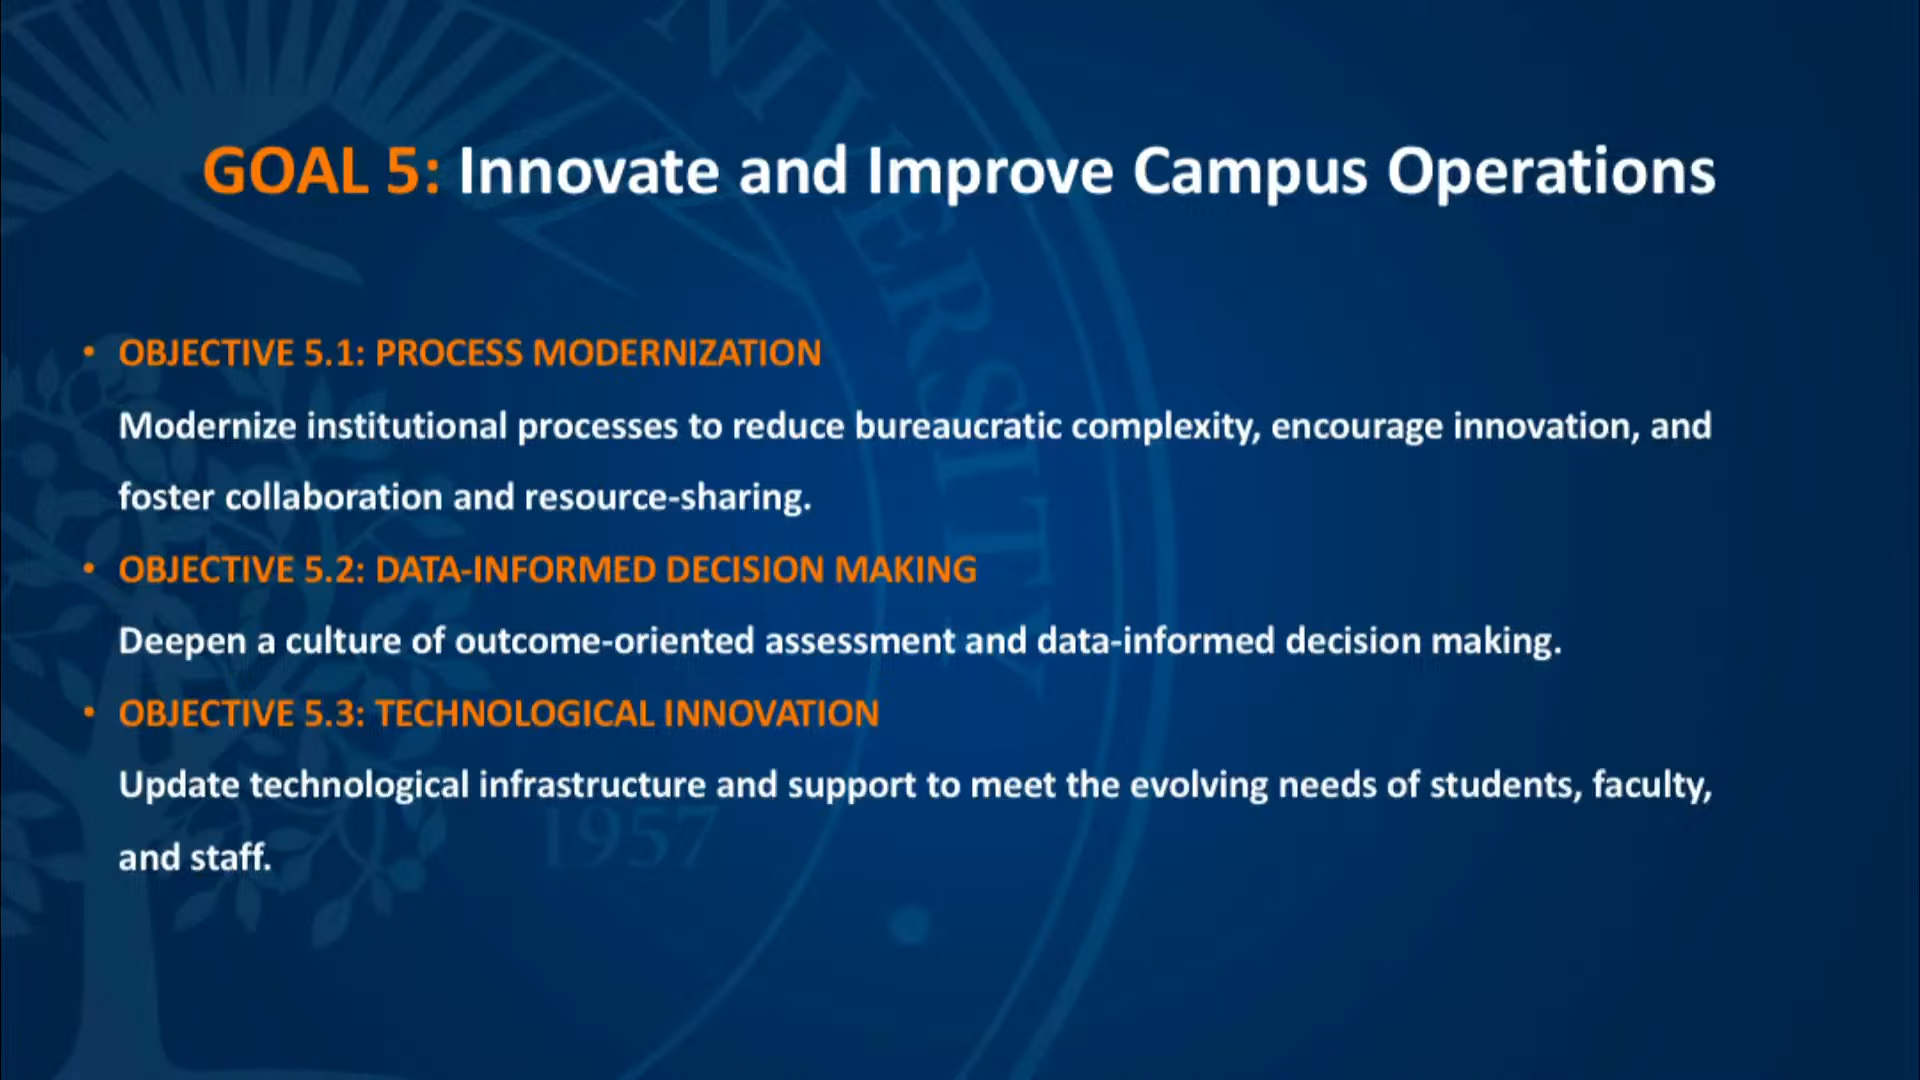 GOAL 5: Innovate and Improve Campus Operations
• OBJECTIVE 5.1: PROCESS MODERNIZATION
Modernize institutional processes to reduce bureaucratic complexity, encourage innovation, and
foster collaboration and resource-sharing.
• OBJECTIVE 5.2: DATA-INFORMED DECISION MAKING
Deepen a culture of outcome-oriented assessment and data-informed decision making.
• OBJECTIVE 5.3: TECHNOLOGICAL INNOVATION
Update technological infrastructure and support to meet the evolving needs of students, faculty,
and staff.
NIVERSITY
1957